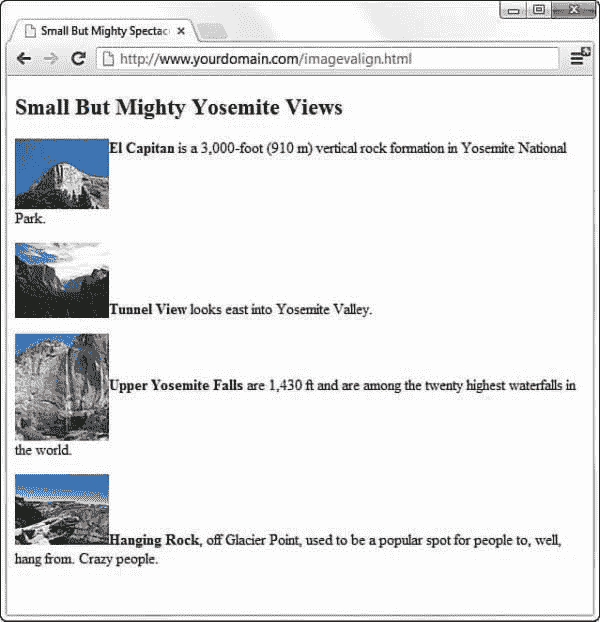 Small But Mighty Spectac
http://www.yourdomain.com/imagevalign.html
Small But Mighty Yosemite Views
El Capitan is a 3,000-foot (910 m) vertical rock formation in Yosemite National
Park.
Tunnel View looks east into Yosemite Valley.
Upper Yosemite Falls are 1,430 ft and are among the twenty highest waterfalls in
the world.
Hanging Rock, off Glacier Point, used to be a popular spot for people to, well,
hang from. Crazy people.